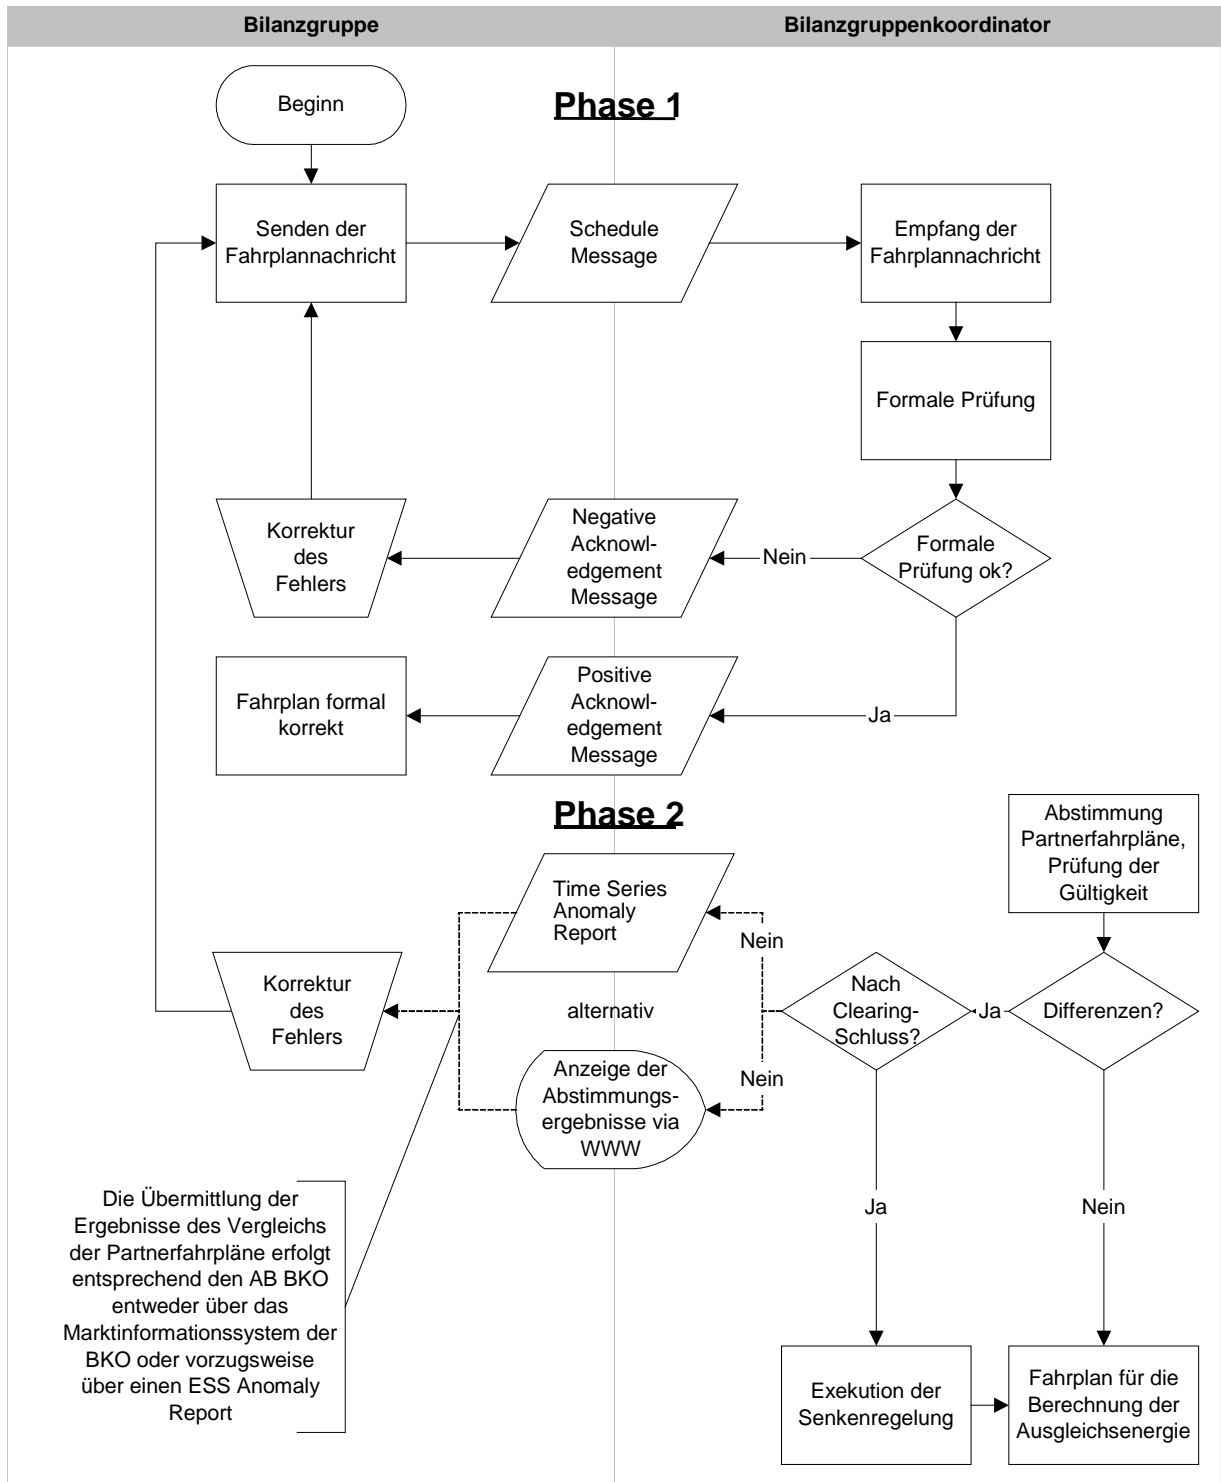 Bilanzgruppe
Bilanzgruppenkoordinator
Phase 1
Beginn
Senden der
Fahrplannachricht
Schedule
Message
Empfang der
Fahrplannachricht
Formale Prüfung
Formale
Prüfung ok?
Nein
Negative
Acknowl-
edgement
Message
Korrektur
des
Fehlers
Ja
Positive
Acknowl-
edgement
Message
Fahrplan formal
korrekt
Phase 2
Abstimmung
Partnerfahrpläne,
Prüfung der
Gültigkeit
Differenzen?
Ja
Nach
Clearing-
Schluss?
Nein
Time Series
Anomaly
Report
alternativ
Nein
Anzeige der
Abstimmungs-
ergebnisse via
WWW
Korrektur
des
Fehlers
Die Übermittlung der
Ergebnisse des Vergleichs
der Partnerfahrpläne erfolgt
entsprechend den AB BKO
entweder über das
Marktinformationssystem der
BKO oder vorzugsweise
über einen ESS Anomaly
Report
Ja
Nein
Exekution der
Senkenregelung
Fahrplan für die
Berechnung der
Ausgleichsenergie